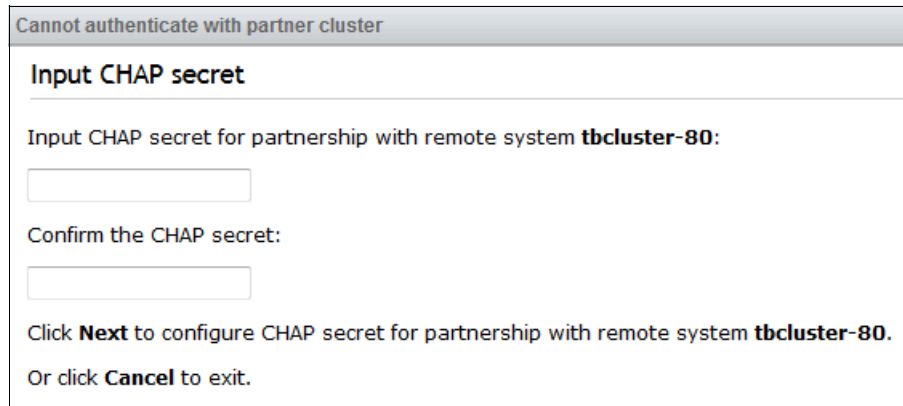 Cannot authenticate with partner cluster
Input CHAP secret
Input CHAP secret for partnership with remote system tbcluster-80:
Confirm the CHAP secret:
Click Next to configure CHAP secret for partnership with remote system tbcluster-80.
Or click Cancel to exit.